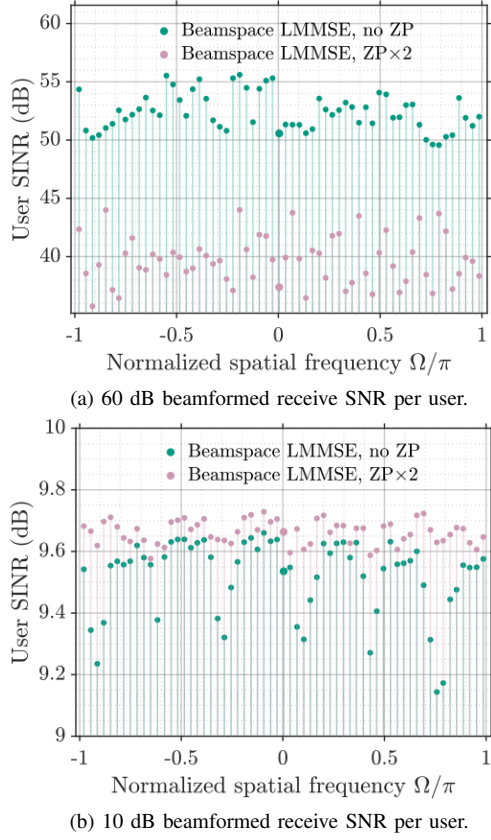 60
55
50
45
40
User SINR (dB)
Beamspace LMMSE, no ZP
Beamspace LMMSE, ZP×2
-1
-0.5
0
0.5
1
Normalized spatial frequency Ω/π
(a) 60 dB beamformed receive SNR per user.
10
9.8
9.6
9.4
9.2
9
User SINR (dB)
Beamspace LMMSE, no ZP
Beamspace LMMSE, ZP×2
-1
-0.5
0
0.5
1
Normalized spatial frequency Ω/π
(b) 10 dB beamformed receive SNR per user.